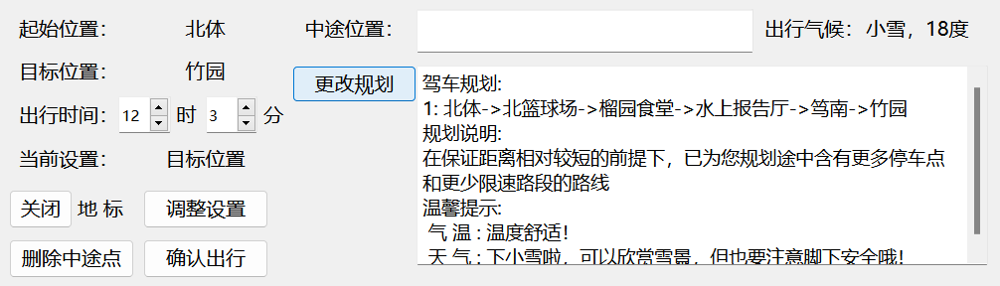 起始位置： 北体 中途位置： 出行气候：小雪，18度
目标位置： 竹园
更改规划
出行时间： 12 时 3 分
当前设置： 目标位置
关闭 地 标 调整设置
删除中途点 确认出行
驾车规划:
1: 北体->北篮球场->榴园食堂->水上报告厅->笃南->竹园
规划说明:
在保证距离相对较短的前提下，已为您规划途中含有更多停车点
和更少限速路段的路线
温馨提示:
气 温 : 温度舒适！
天 气 : 下小雪啦，可以欣赏雪景，但也要注意脚下安全哦！